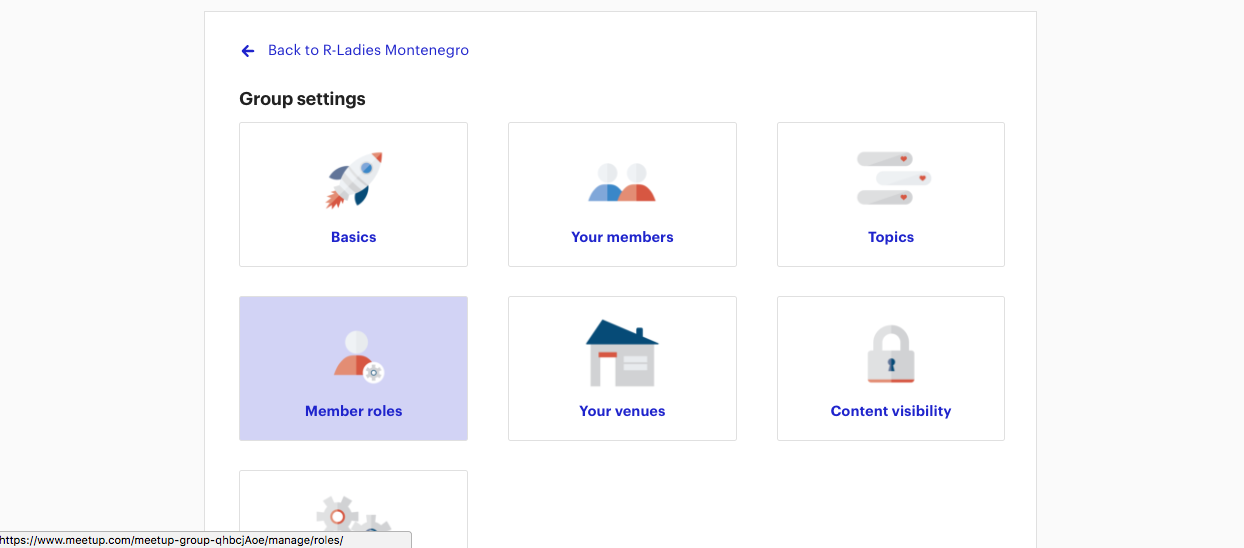 Back to R-Ladies Montenegro
Group settings
Basics
Your members
Topics
Member roles
Your venues
Content visibility
https://www.meetup.com/meetup-group-qhbcjAoe/manage/roles/